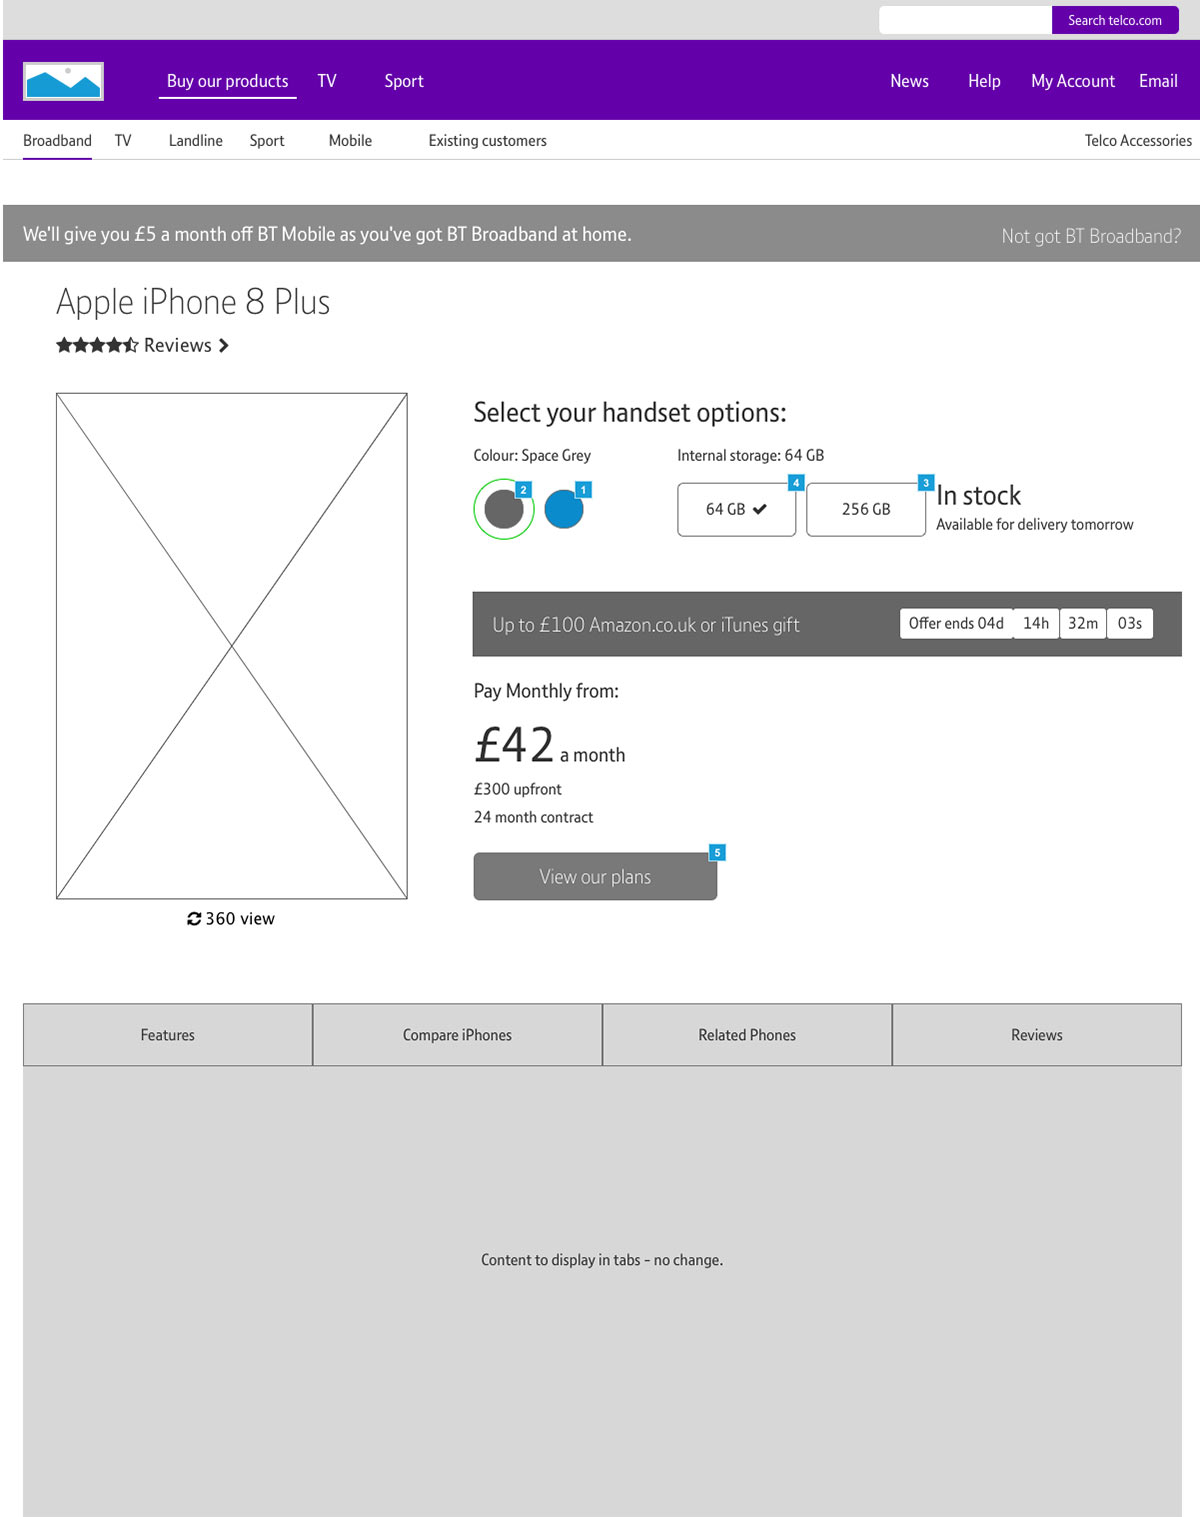 Search telco.com
Buy our products TV Sport News Help My Account Email
Broadband TV Landline Sport Mobile Existing customers Telco Accessories
We'll give you £5 a month off BT Mobile as you've got BT Broadband at home. Not got BT Broadband?
Apple iPhone 8 Plus
Reviews
Select your handset options:
Colour: Space Grey Internal storage: 64 GB
2 1 4 3
64 GB 256 GB In stock
Available for delivery tomorrow
Up to £100 Amazon.co.uk or iTunes gift Offer ends 04d 14h 32m 03s
Pay Monthly from:
£42 a month
£300 upfront
24 month contract
5
View our plans
360 view
Features Compare iPhones Related Phones Reviews
Content to display in tabs - no change.